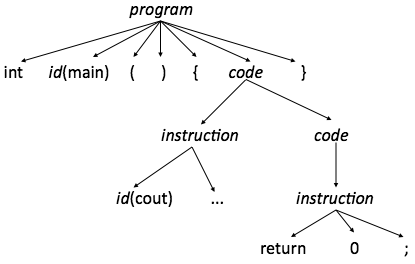 program
int id(main) ( ) { code }
instruction code
id(cout) ... instruction
return 0 ;